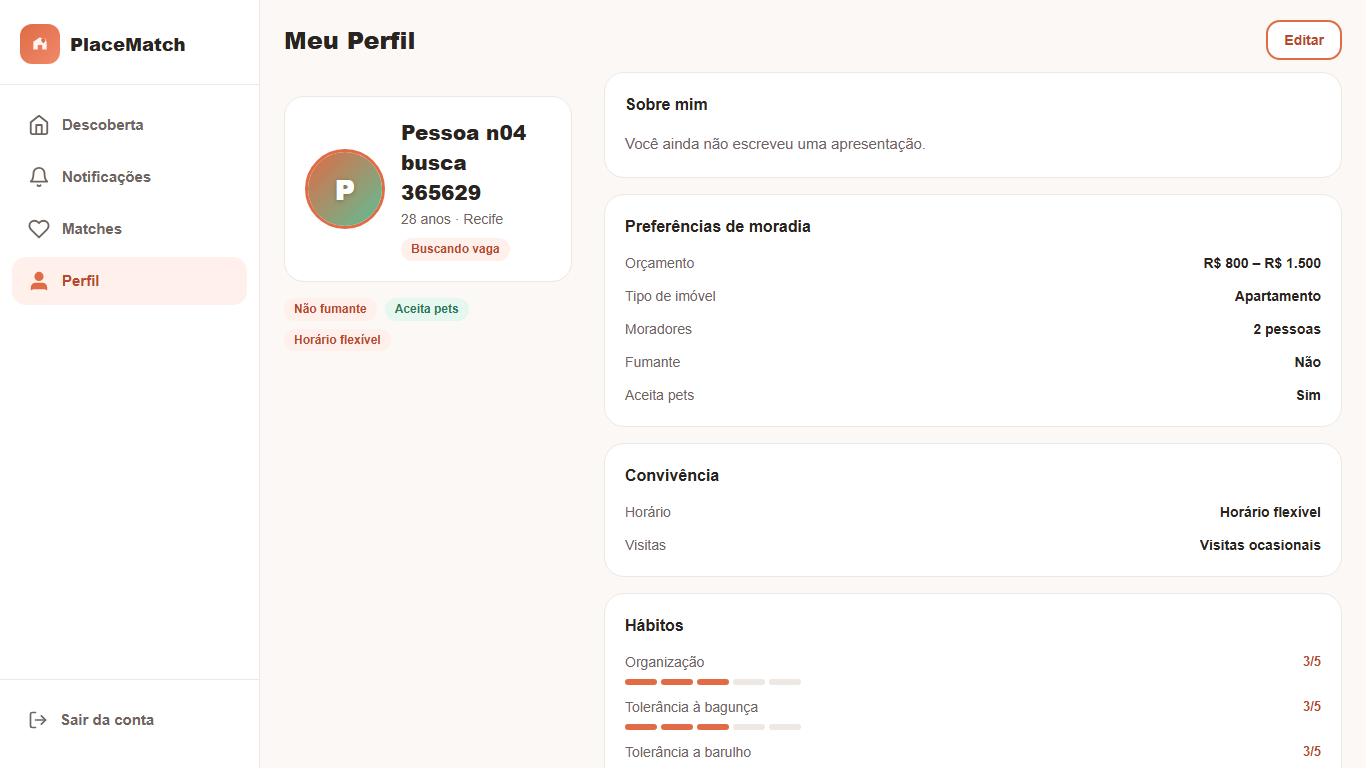 PlaceMatch
Descoberta
Notificações
Matches
Perfil
Sair da conta
Meu Perfil
Editar
P
Pessoa n04
busca
365629
28 anos · Recife
Buscando vaga
Não fumante
Aceita pets
Horário flexível
Sobre mim
Você ainda não escreveu uma apresentação.
Preferências de moradia
Orçamento R$ 800 – R$ 1.500
Tipo de imóvel Apartamento
Moradores 2 pessoas
Fumante Não
Aceita pets Sim
Convivência
Horário Horário flexível
Visitas Visitas ocasionais
Hábitos
Organização 3/5
Tolerância à bagunça 3/5
Tolerância a barulho 3/5